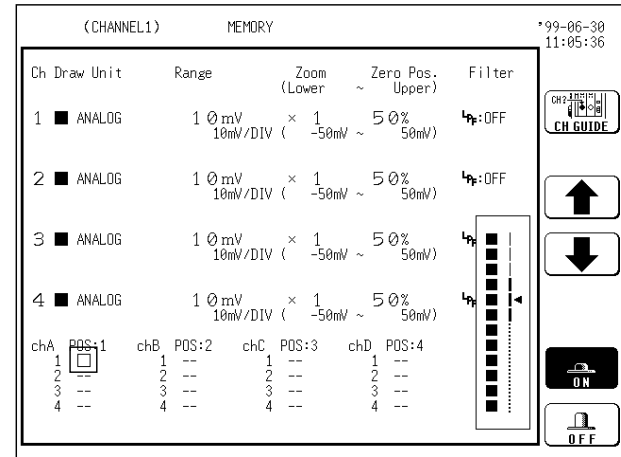 (CHANNEL1) MEMORY '99-06-30
11:05:36
Ch Draw Unit Range Zoom Zero Pos. Filter
(Lower ~ Upper)
1 ■ ANALOG 10mV × 1 50% LPF:OFF
10mV/DIV ( -50mV ~ 50mV)
2 ■ ANALOG 10mV × 1 50% LPF:OFF
10mV/DIV ( -50mV ~ 50mV)
3 ■ ANALOG 10mV × 1 50% LPF
10mV/DIV ( -50mV ~ 50mV)
4 ■ ANALOG 10mV × 1 50% LPF
10mV/DIV ( -50mV ~ 50mV)
chA POS:1 chB POS:2 chC POS:3 chD POS:4
1 □ 1 -- 1 -- 1 --
2 -- 2 -- 2 -- 2 --
3 -- 3 -- 3 -- 3 --
4 -- 4 -- 4 -- 4 --
CH?
CH GUIDE
ON
OFF